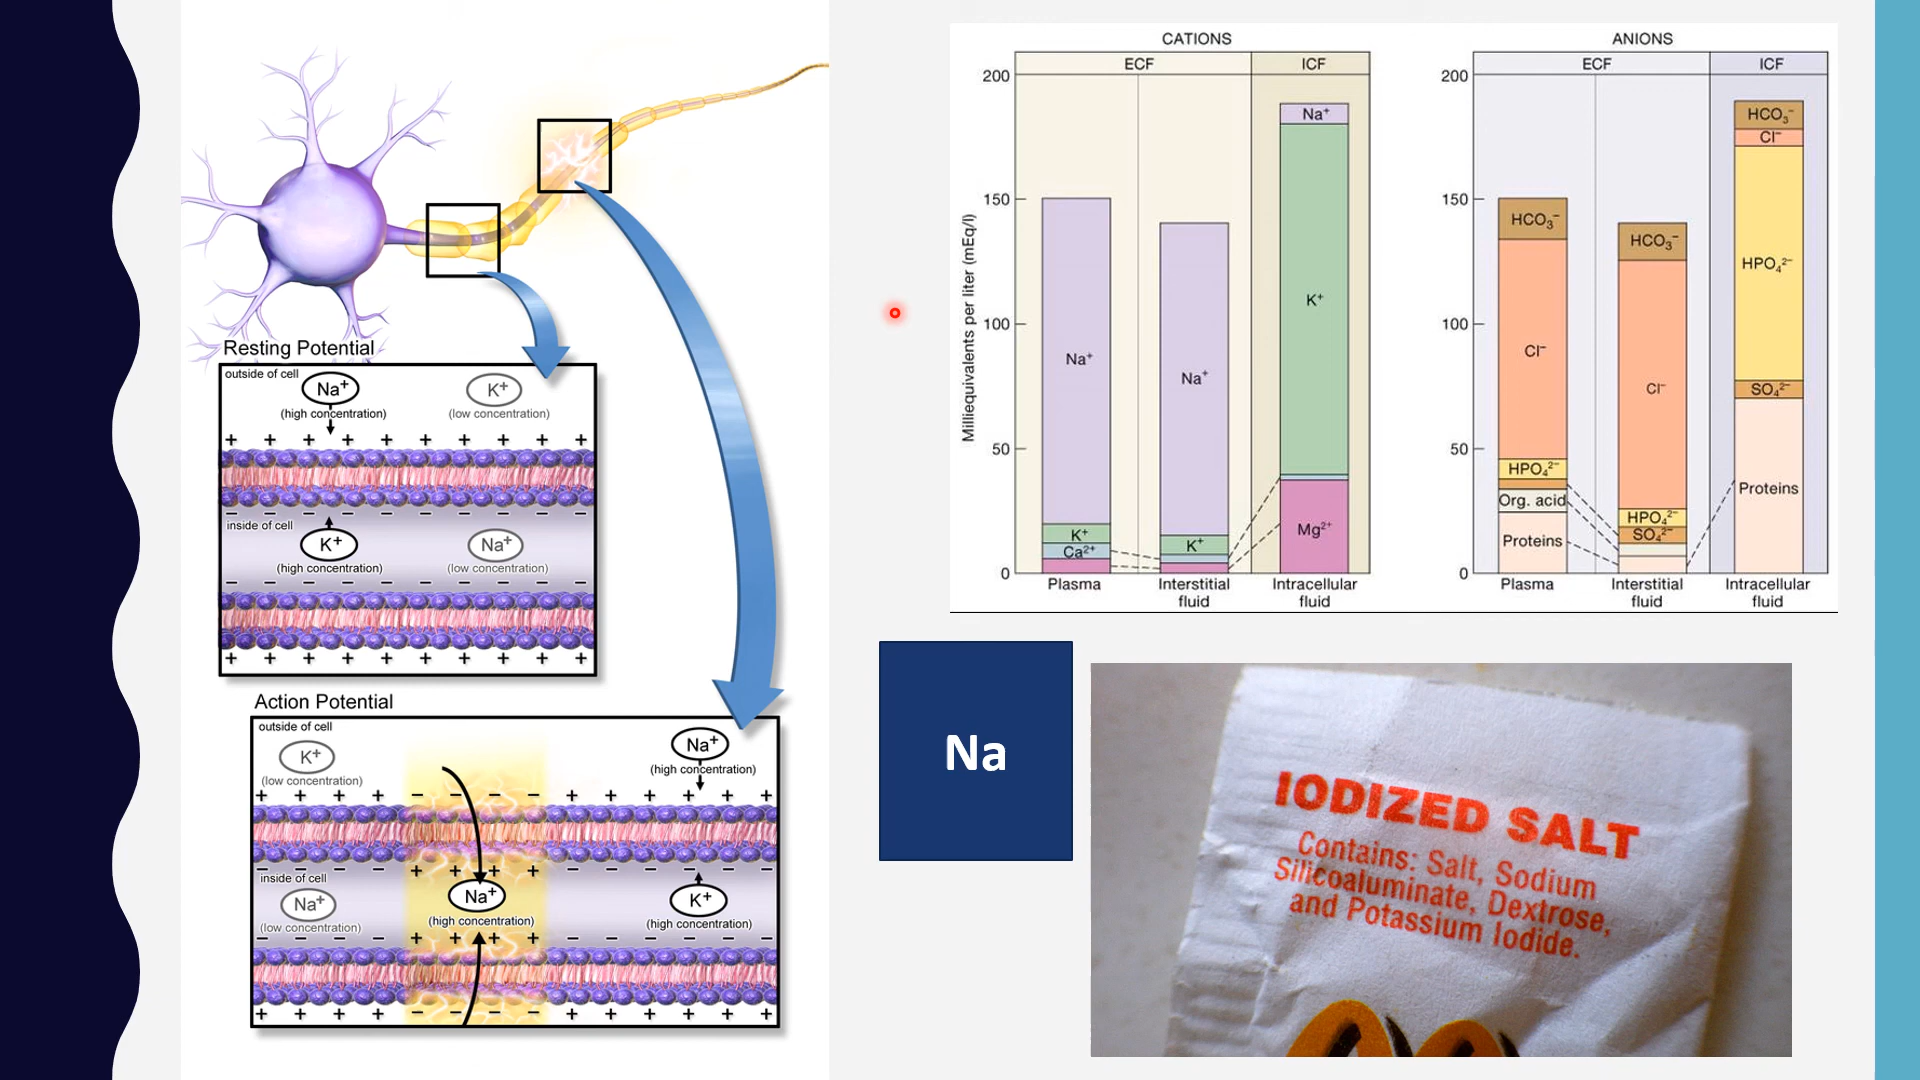 Resting Potential
outside of cell
Na+
(high concentration)
K+
(low concentration)
+ + + + + + + + + +
− − − − − − − − − −
inside of cell
K+
(high concentration)
Na+
(low concentration)
− − − − − − − − − −
+ + + + + + + + + +
Action Potential
outside of cell
K+
(low concentration)
Na+
(high concentration)
+ + + + − − − − + + + + + +
− − − − + + + + − − − − − −
inside of cell
Na+
(low concentration)
Na+
(high concentration)
K+
(high concentration)
− − − − + + + + − − − − − −
+ + + + − − − − + + + + + +
CATIONS
ECF
ICF
Milliequivalents per liter (mEq/l)
200
150
100
50
0
Na+
K+
Ca2+
Na+
K+
Na+
K+
Mg2+
Plasma
Interstitial
fluid
Intracellular
fluid
ANIONS
ECF
ICF
200
150
100
50
0
HCO3−
Cl−
HPO42−
Org. acid
Proteins
HCO3−
Cl−
HPO42−
SO42−
HCO3−
Cl−
HPO42−
SO42−
Proteins
Plasma
Interstitial
fluid
Intracellular
fluid
Na
IODIZED SALT
Contains: Salt, Sodium
Silicoaluminate, Dextrose,
and Potassium Iodide.